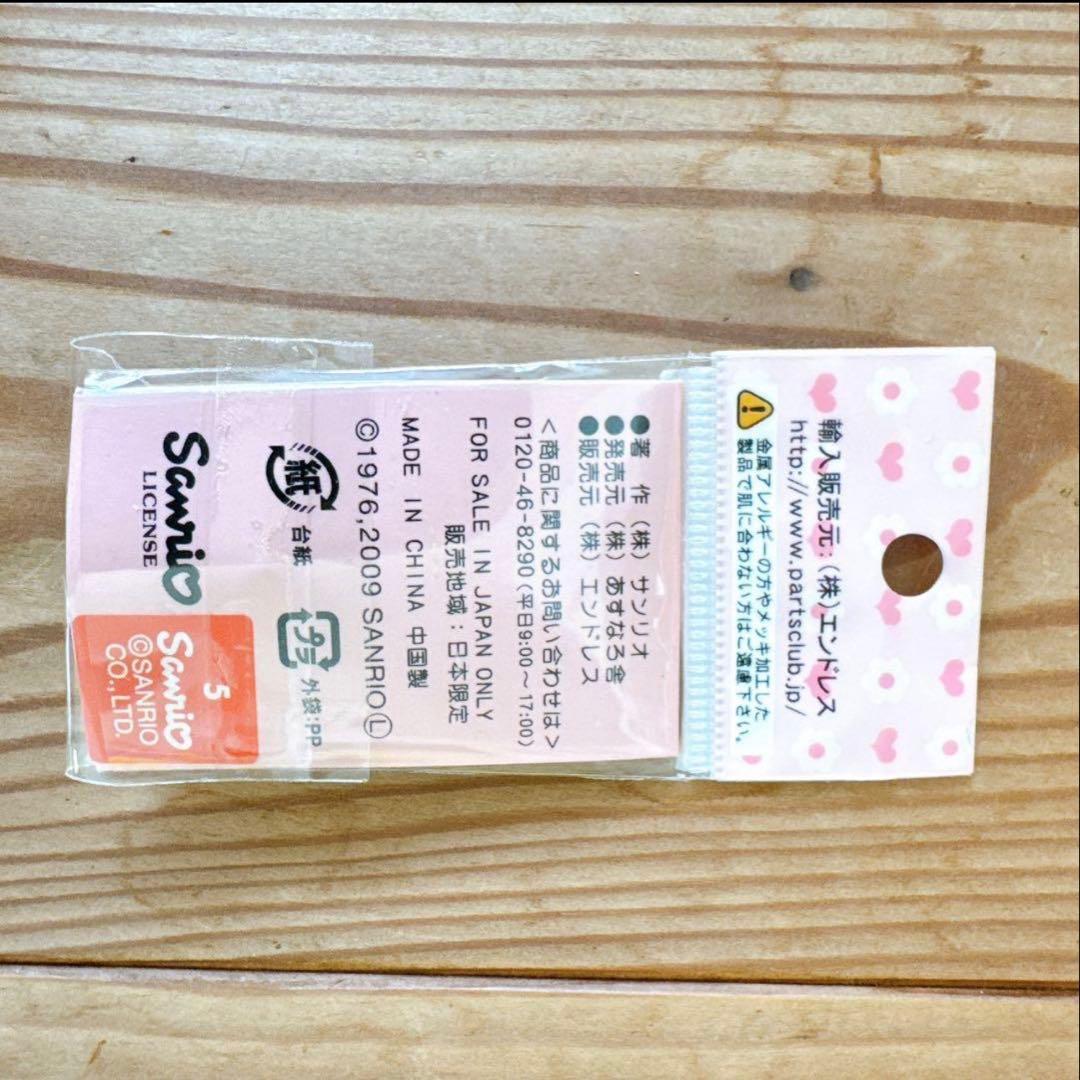 輸入販売元:(株)エンドレス
http://www.partsclub.jp/
金属アレルギーの方やメッキ加工した
製品で肌に合わない方はご遠慮下さい。
●著　作 (株) サンリオ
●発売元 (株) あすなろ舎
●販売元 (株) エンドレス
<商品に関するお問い合わせは>
0120-46-8290(平日9:00～17:00)
FOR SALE IN JAPAN ONLY
販売地域：日本限定
MADE IN CHINA 中国製
©1976,2009 SANRIO Ⓛ
紙 台紙
プラ 外袋:PP
Sanrio
LICENSE
5
Sanrio
©SANRIO
CO.,LTD.